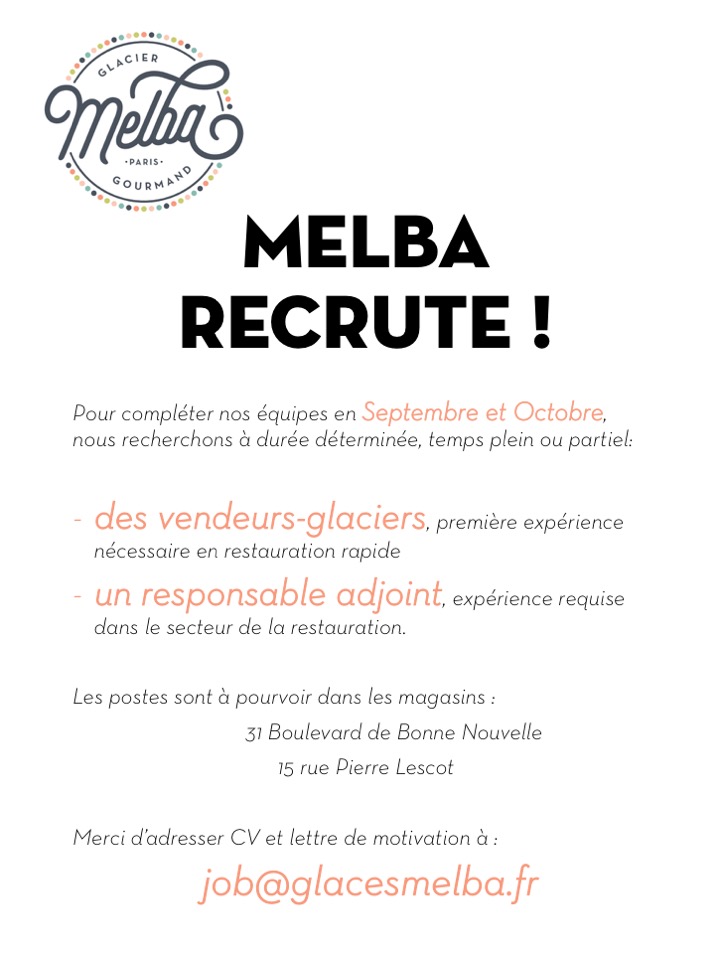 GLACIER
Melba
·PARIS·
GOURMAND
MELBA
RECRUTE !
Pour compléter nos équipes en Septembre et Octobre,
nous recherchons à durée déterminée, temps plein ou partiel:
- des vendeurs-glaciers, première expérience
nécessaire en restauration rapide
- un responsable adjoint, expérience requise
dans le secteur de la restauration.
Les postes sont à pourvoir dans les magasins :
31 Boulevard de Bonne Nouvelle
15 rue Pierre Lescot
Merci d’adresser CV et lettre de motivation à :
job@glacesmelba.fr